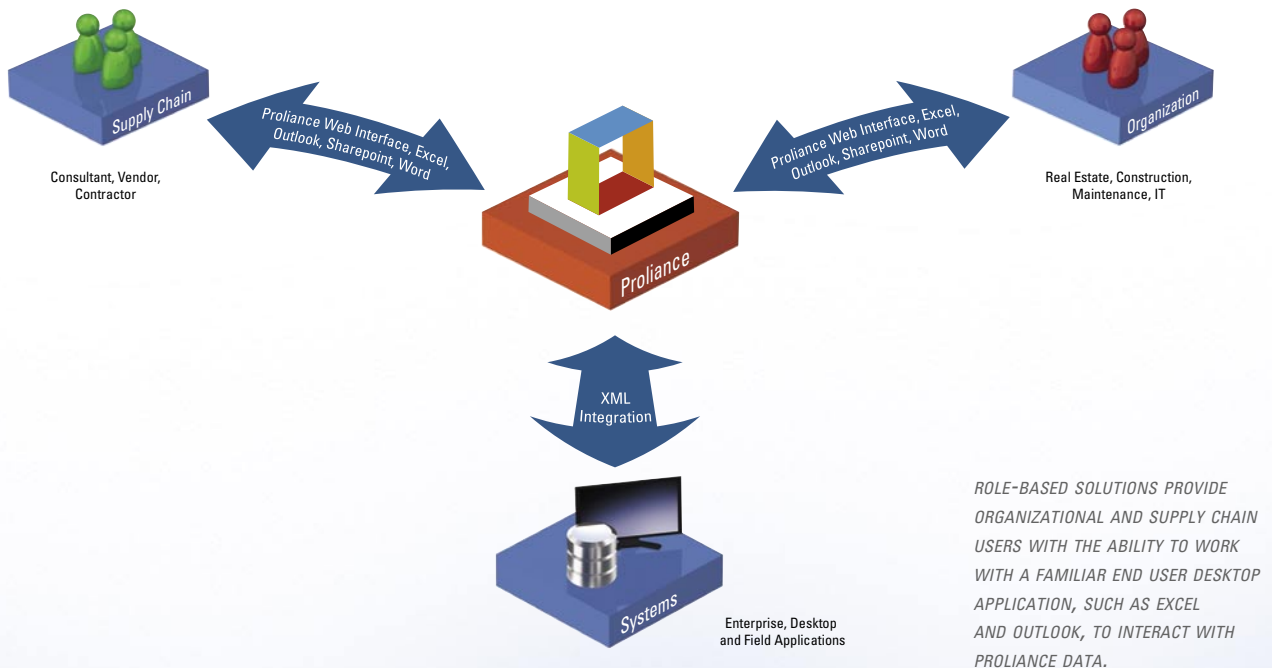 Supply Chain
Consultant, Vendor,
Contractor
Proliance Web Interface, Excel,
Outlook, Sharepoint, Word
Proliance
Proliance Web Interface, Excel,
Outlook, Sharepoint, Word
Organization
Real Estate, Construction,
Maintenance, IT
XML
Integration
Systems
Enterprise, Desktop
and Field Applications
ROLE-BASED SOLUTIONS PROVIDE
ORGANIZATIONAL AND SUPPLY CHAIN
USERS WITH THE ABILITY TO WORK
WITH A FAMILIAR END USER DESKTOP
APPLICATION, SUCH AS EXCEL
AND OUTLOOK, TO INTERACT WITH
PROLIANCE DATA.